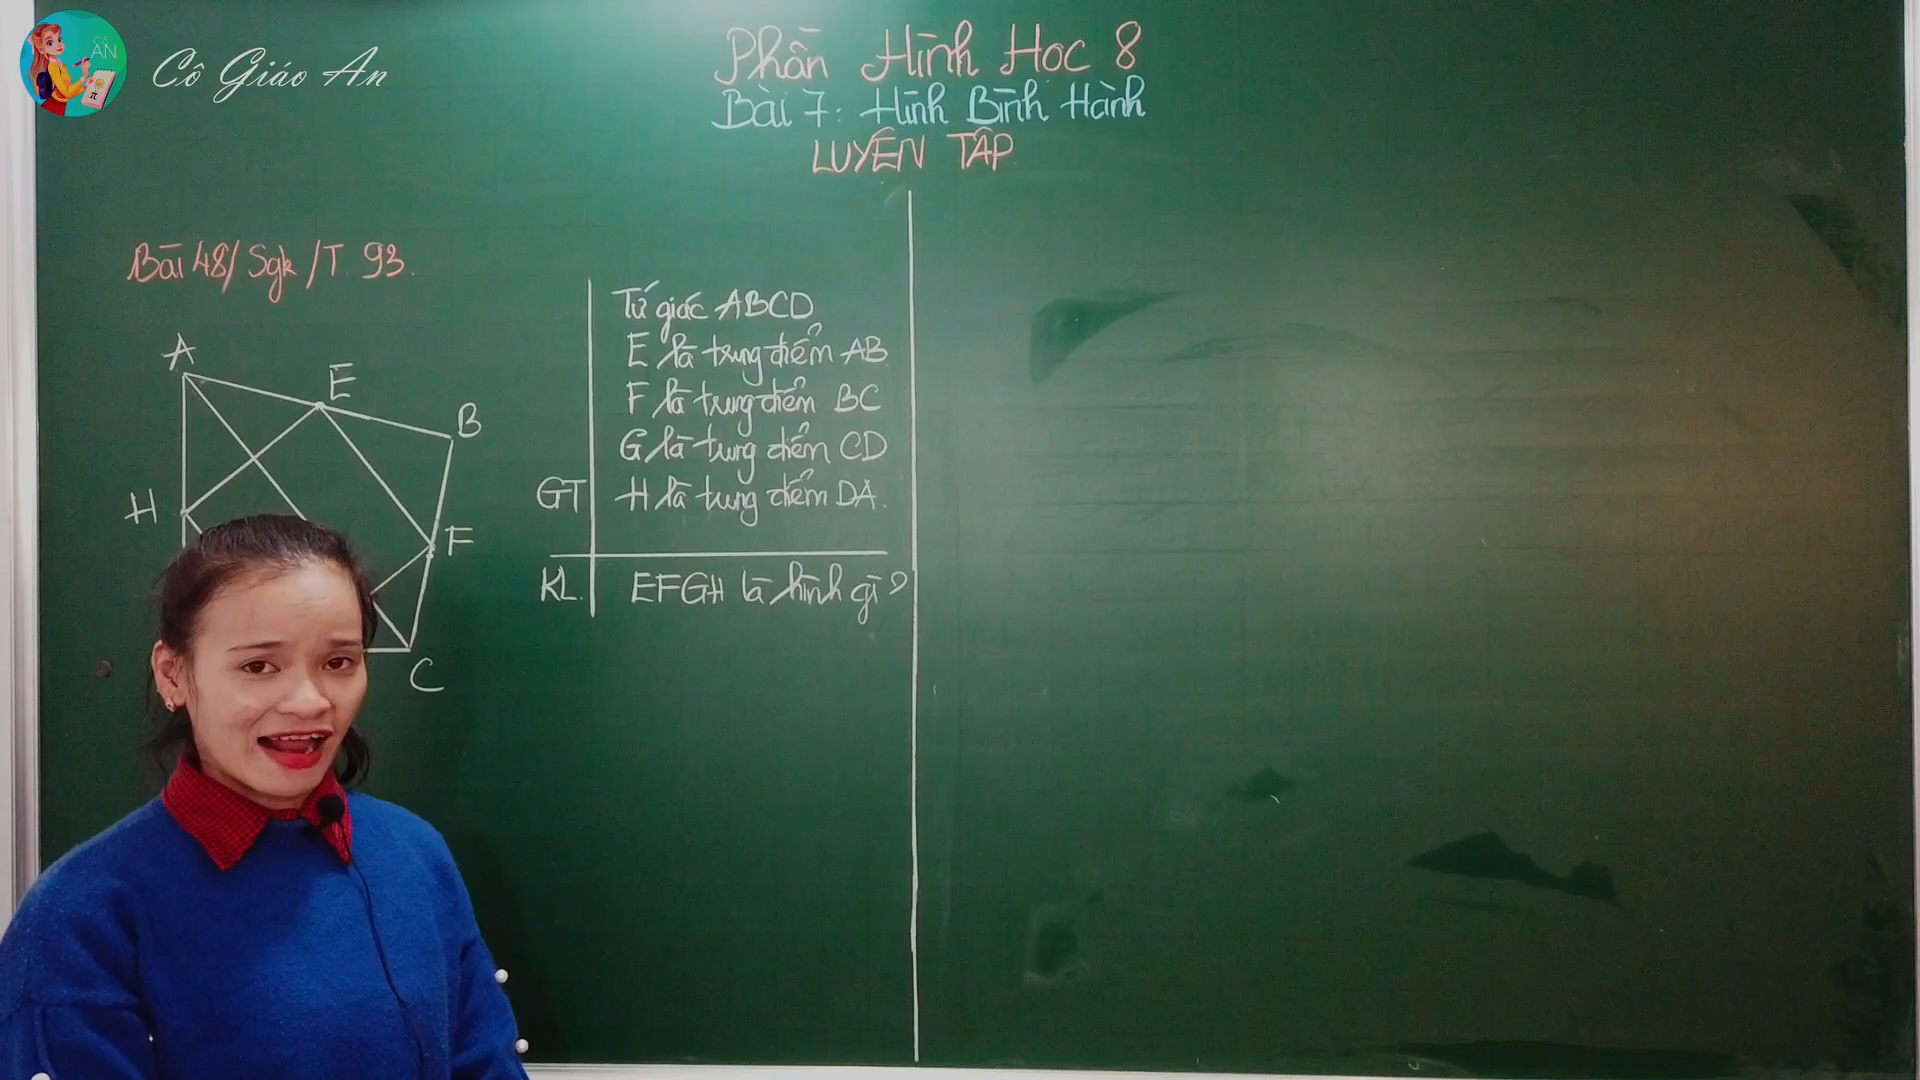 Cô Giáo An
AN
Phần Hình Học 8
Bài 7: Hình Bình Hành
LUYỆN TẬP
Bài 48/Sgk/T 93.
A
E
B
H
F
C
Tứ giác ABCD
E là trung điểm AB
F là trung điểm BC
G là trung điểm CD
GT H là trung điểm DA.
KL. EFGH là hình gì?